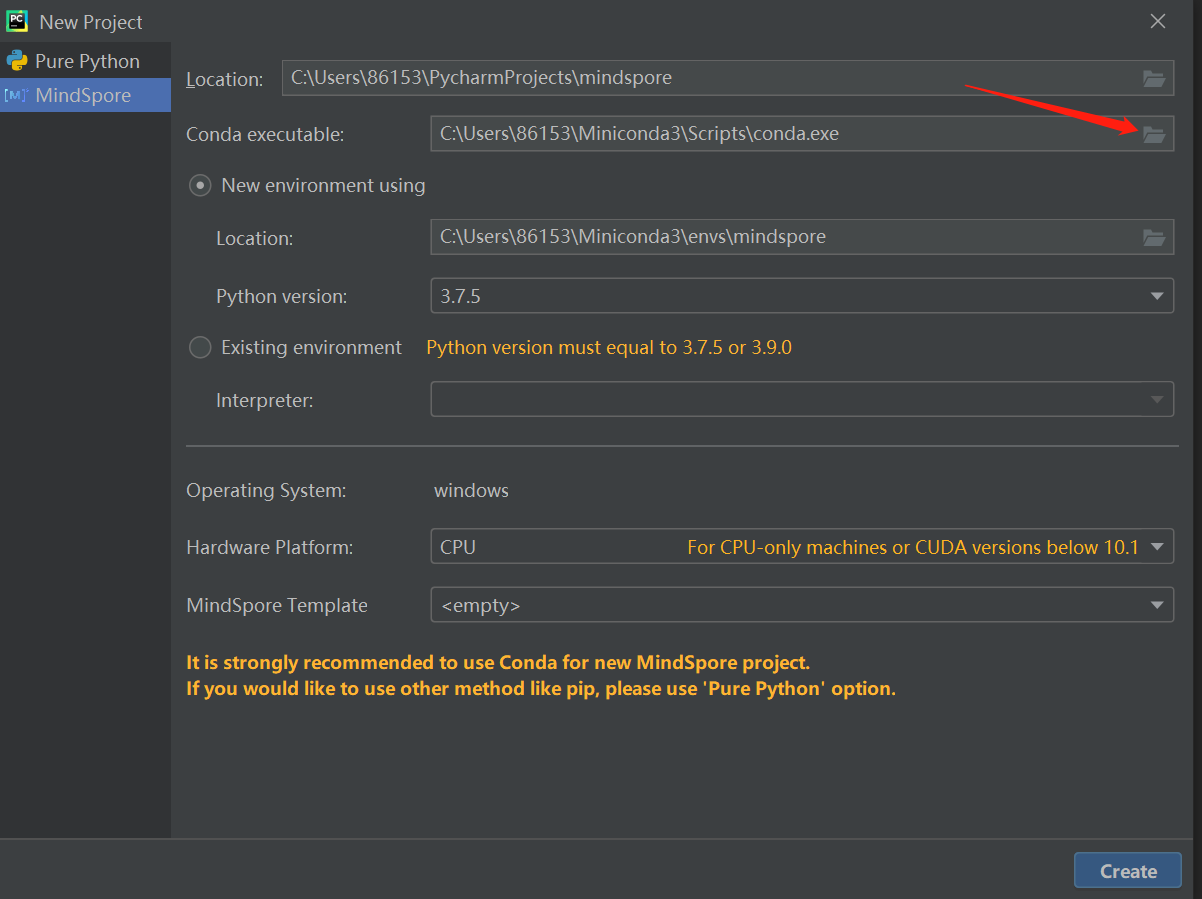 PC New Project
Pure Python
[M] MindSpore
Location: C:\Users\86153\PycharmProjects\mindspore
Conda executable: C:\Users\86153\Miniconda3\Scripts\conda.exe
New environment using
Location: C:\Users\86153\Miniconda3\envs\mindspore
Python version: 3.7.5
Existing environment Python version must equal to 3.7.5 or 3.9.0
Interpreter:
Operating System: windows
Hardware Platform: CPU For CPU-only machines or CUDA versions below 10.1
MindSpore Template <empty>
It is strongly recommended to use Conda for new MindSpore project.
If you would like to use other method like pip, please use 'Pure Python' option.
Create